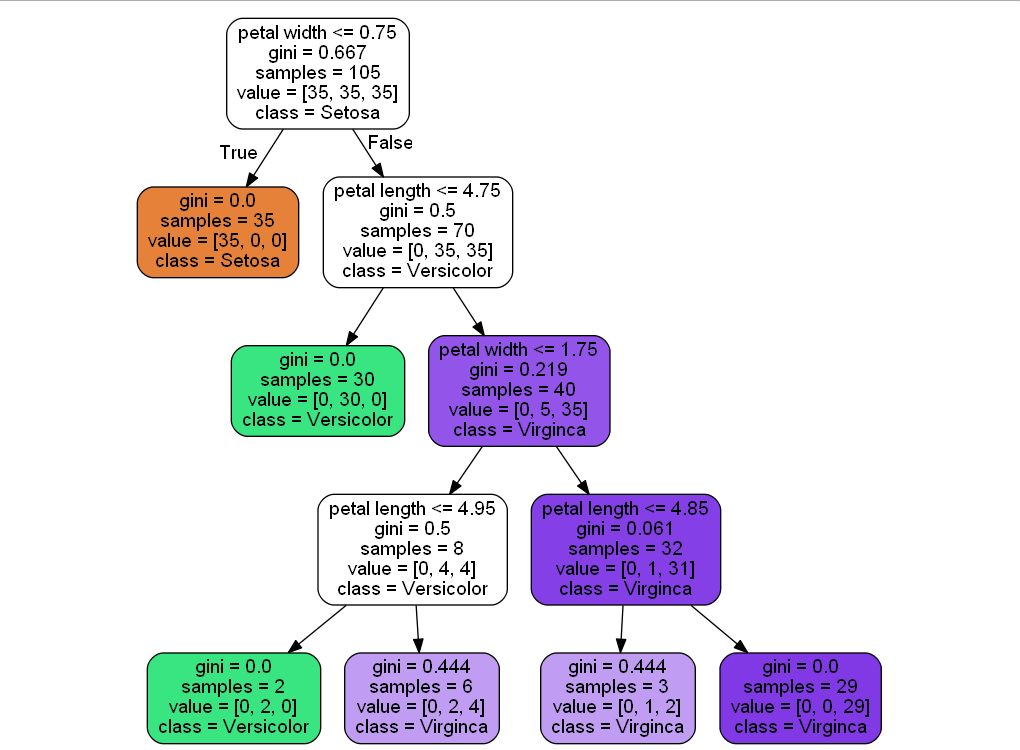 petal width <= 0.75
gini = 0.667
samples = 105
value = [35, 35, 35]
class = Setosa
True
False
gini = 0.0
samples = 35
value = [35, 0, 0]
class = Setosa
petal length <= 4.75
gini = 0.5
samples = 70
value = [0, 35, 35]
class = Versicolor
gini = 0.0
samples = 30
value = [0, 30, 0]
class = Versicolor
petal width <= 1.75
gini = 0.219
samples = 40
value = [0, 5, 35]
class = Virginca
petal length <= 4.95
gini = 0.5
samples = 8
value = [0, 4, 4]
class = Versicolor
petal length <= 4.85
gini = 0.061
samples = 32
value = [0, 1, 31]
class = Virginca
gini = 0.0
samples = 2
value = [0, 2, 0]
class = Versicolor
gini = 0.444
samples = 6
value = [0, 2, 4]
class = Virginca
gini = 0.444
samples = 3
value = [0, 1, 2]
class = Virginca
gini = 0.0
samples = 29
value = [0, 0, 29]
class = Virginca